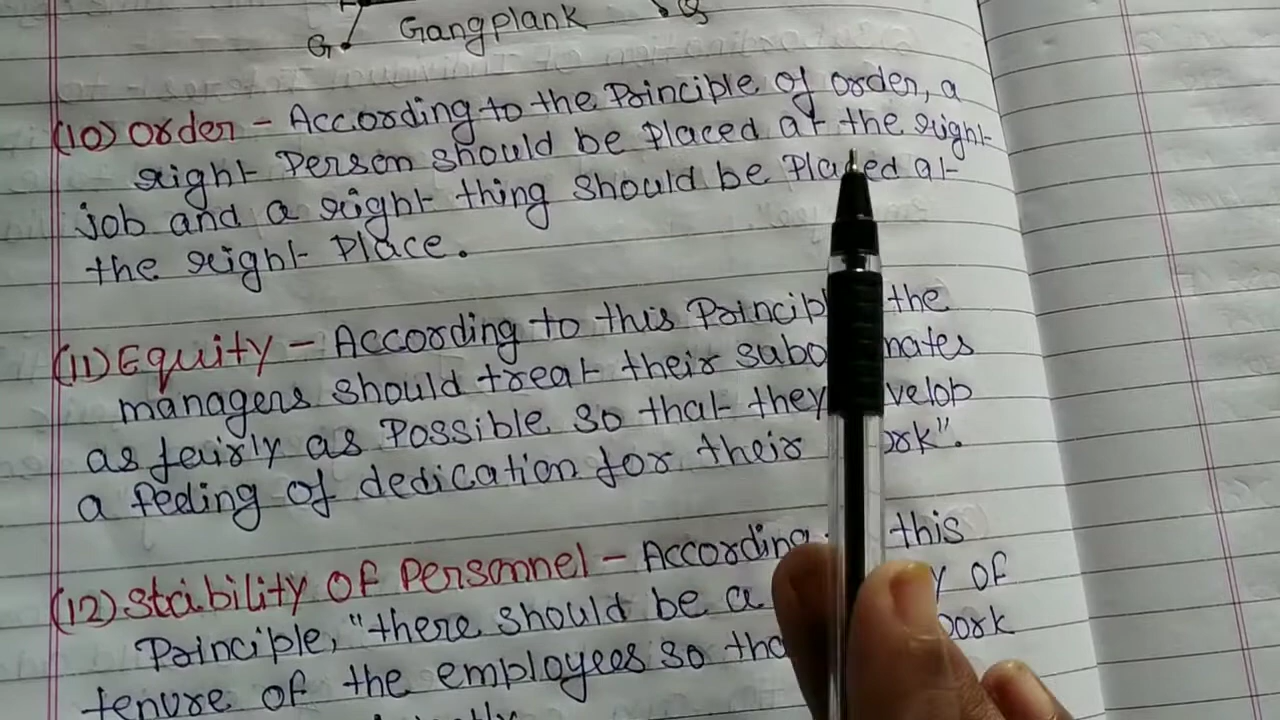 G Gangplank
(10) Order - According to the Principle of order, a
right Person should be Placed at the right
job and a right thing should be Placed at
the right Place.
(11) Equity - According to this Principle the
managers should treat their subo nates
as fairly as Possible so that they velop
a feeling of dedication for their ork".
(12) Stability of Personnel - According this
Principle, "there should be a y of
tenure of the employees so tha ork